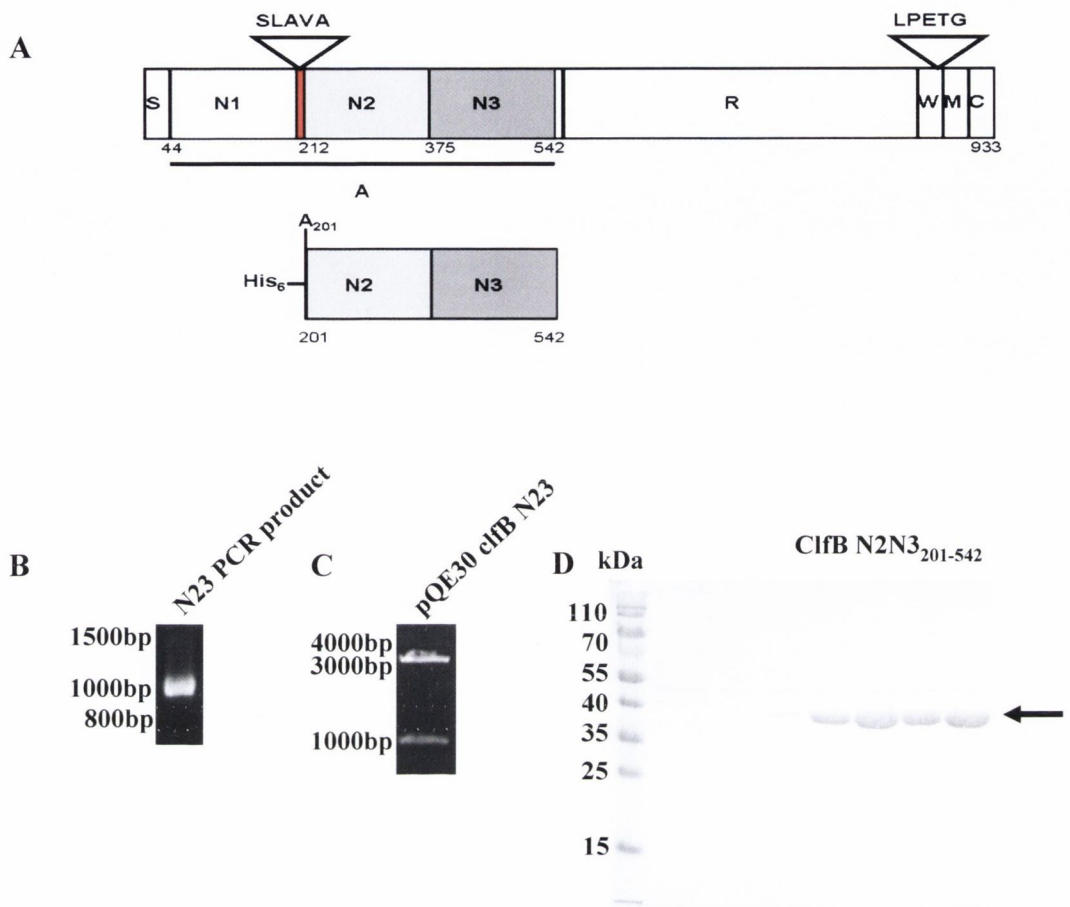 A
SLAVA
LPETG
S N1 N2 N3 R W M C
44 212 375 542 933
A
A201
His6 N2 N3
201 542
B
N23 PCR product
1500bp
1000bp
800bp
C
pQE30 clfB N23
4000bp
3000bp
1000bp
D kDa
ClfB N2N3201-542
110
70
55
40
35
25
15